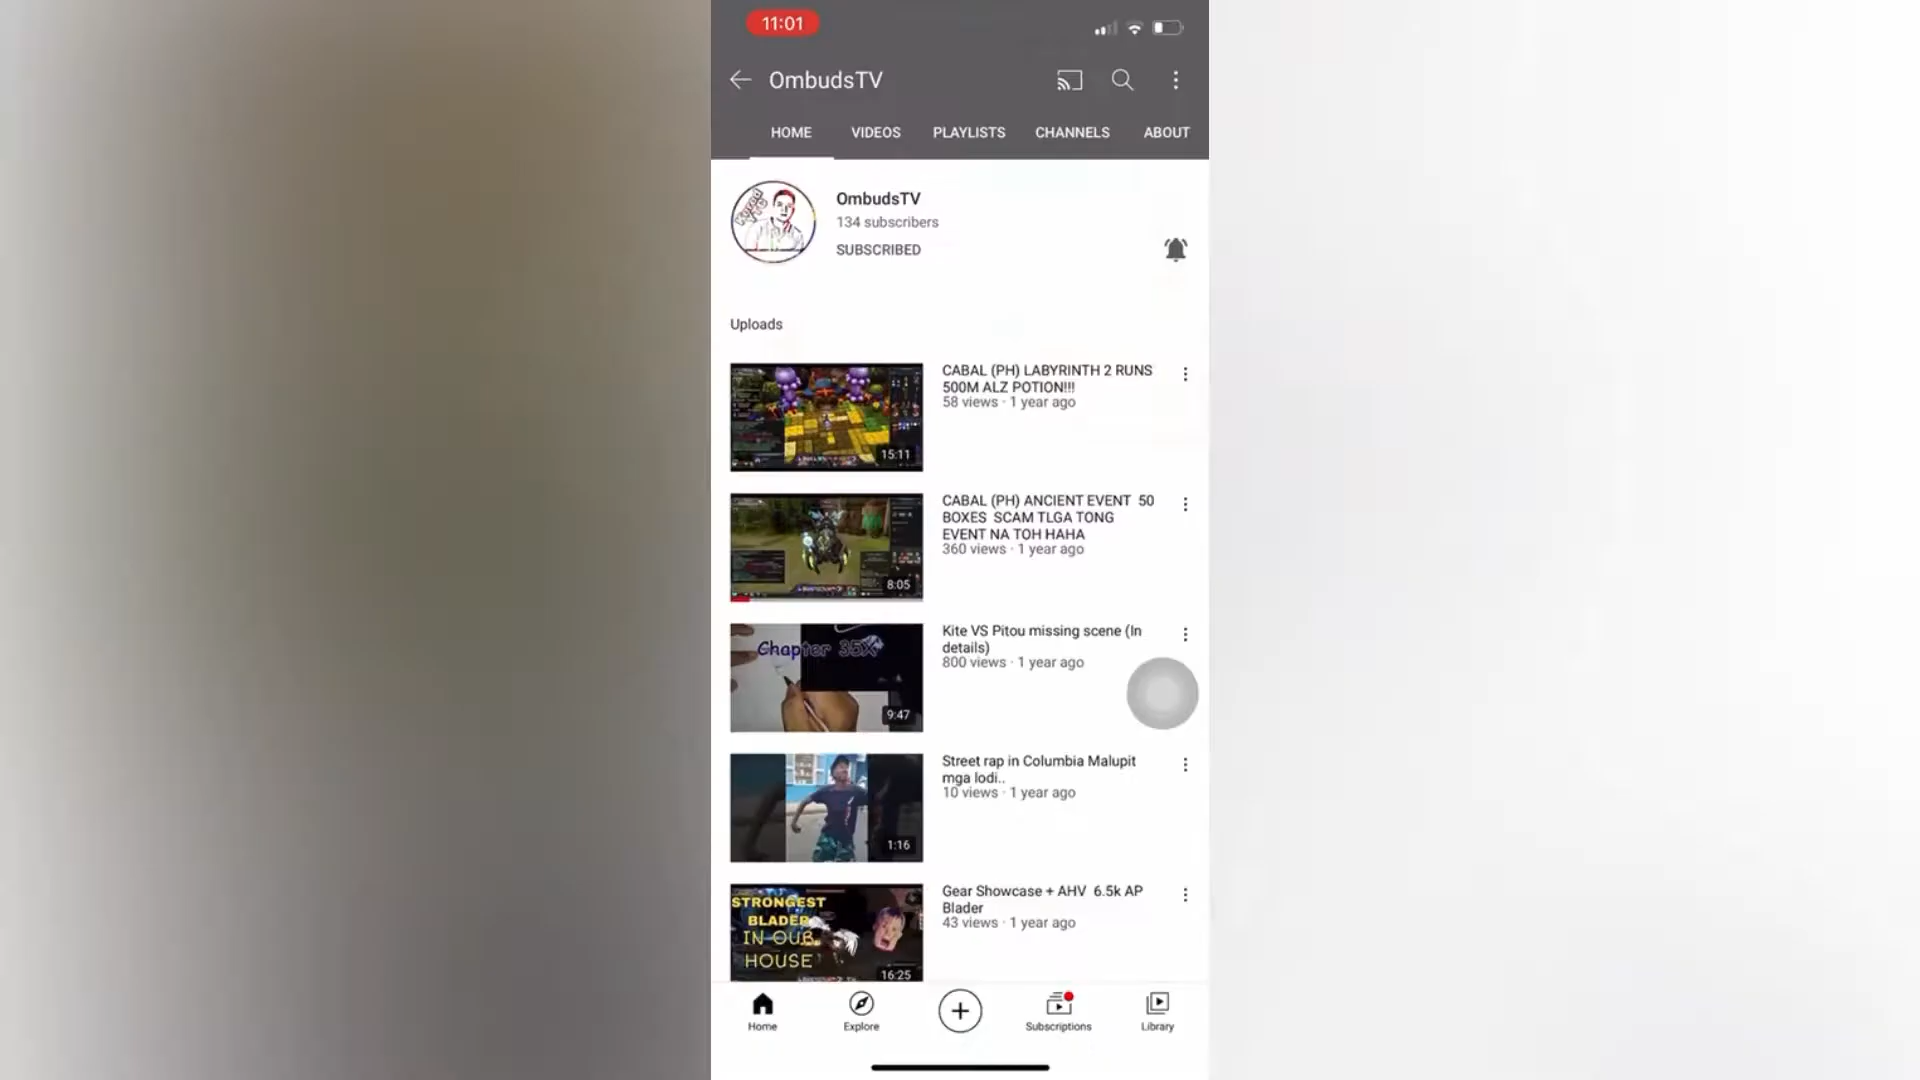 11:01
OmbudsTV
HOME VIDEOS PLAYLISTS CHANNELS ABOUT
OmbudsTV
134 subscribers
SUBSCRIBED
Uploads
CABAL (PH) LABYRINTH 2 RUNS
500M ALZ POTION!!!
58 views · 1 year ago
15:11
CABAL (PH) ANCIENT EVENT 50
BOXES SCAM TLGA TONG
EVENT NA TOH HAHA
360 views · 1 year ago
8:05
Chapter 35X
Kite VS Pitou missing scene (In
details)
800 views · 1 year ago
9:47
Street rap in Columbia Malupit
mga lodi..
10 views · 1 year ago
1:16
STRONGEST
BLADER
IN OUR
HOUSE
16:25
Gear Showcase + AHV 6.5k AP
Blader
43 views · 1 year ago
Home Explore Subscriptions Library